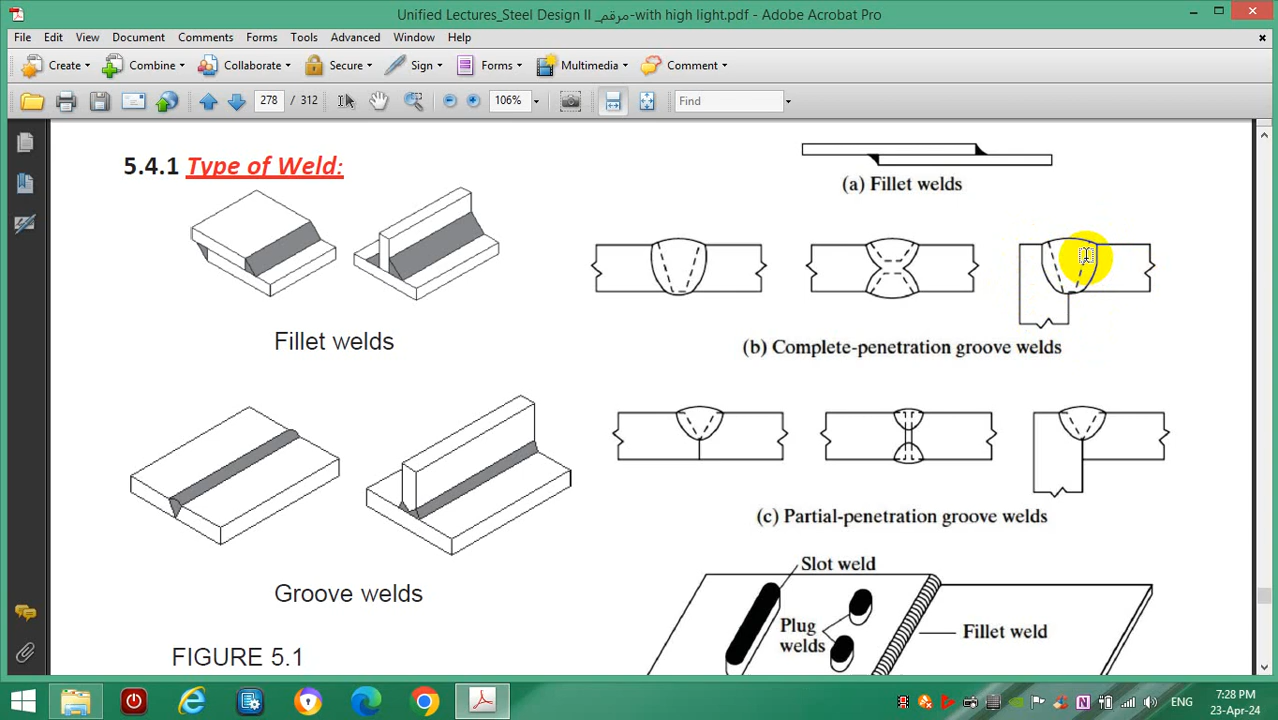 Unified Lectures_Steel Design II _مرقم-with high light.pdf - Adobe Acrobat Pro
File Edit View Document Comments Forms Tools Advanced Window Help
Create Combine Collaborate Secure Sign Forms Multimedia Comment
278 / 312 106% Find
5.4.1 Type of Weld:
(a) Fillet welds
Fillet welds
(b) Complete-penetration groove welds
(c) Partial-penetration groove welds
Groove welds
Slot weld
Plug
welds
Fillet weld
FIGURE 5.1
ENG
7:28 PM
23-Apr-24